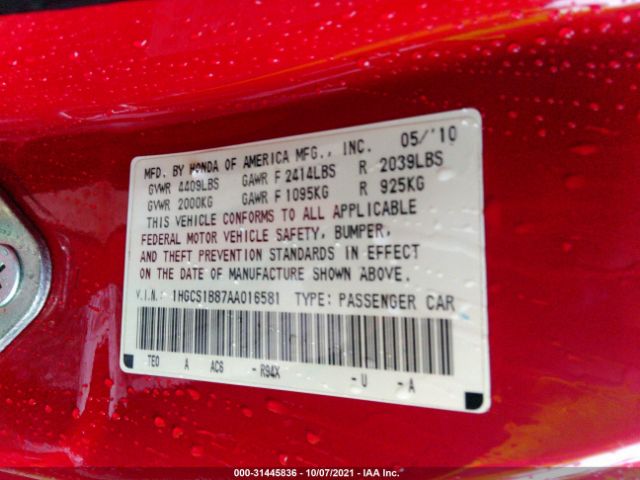 MFD. BY HONDA OF AMERICA MFG., INC. 05/'10
GVWR 4409LBS GAWR F 2414LBS R 2039LBS
GVWR 2000KG GAWR F 1095KG R 925KG
THIS VEHICLE CONFORMS TO ALL APPLICABLE
FEDERAL MOTOR VEHICLE SAFETY, BUMPER,
AND THEFT PREVENTION STANDARDS IN EFFECT
ON THE DATE OF MANUFACTURE SHOWN ABOVE.
V.I.N. 1HGCS1B87AA016581 TYPE: PASSENGER CAR
TE0 A AC6 - R94X - U - A
000-31445836 - 10/07/2021 - IAA Inc.